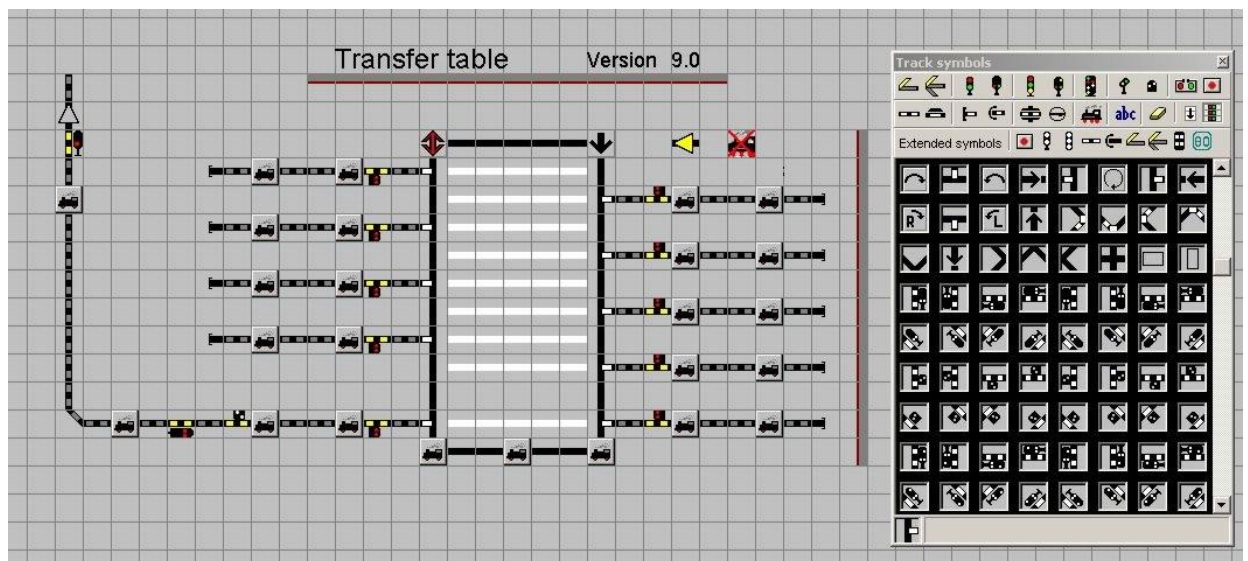 Transfer table Version 9.0
Track symbols
abc
Extended symbols
R
L